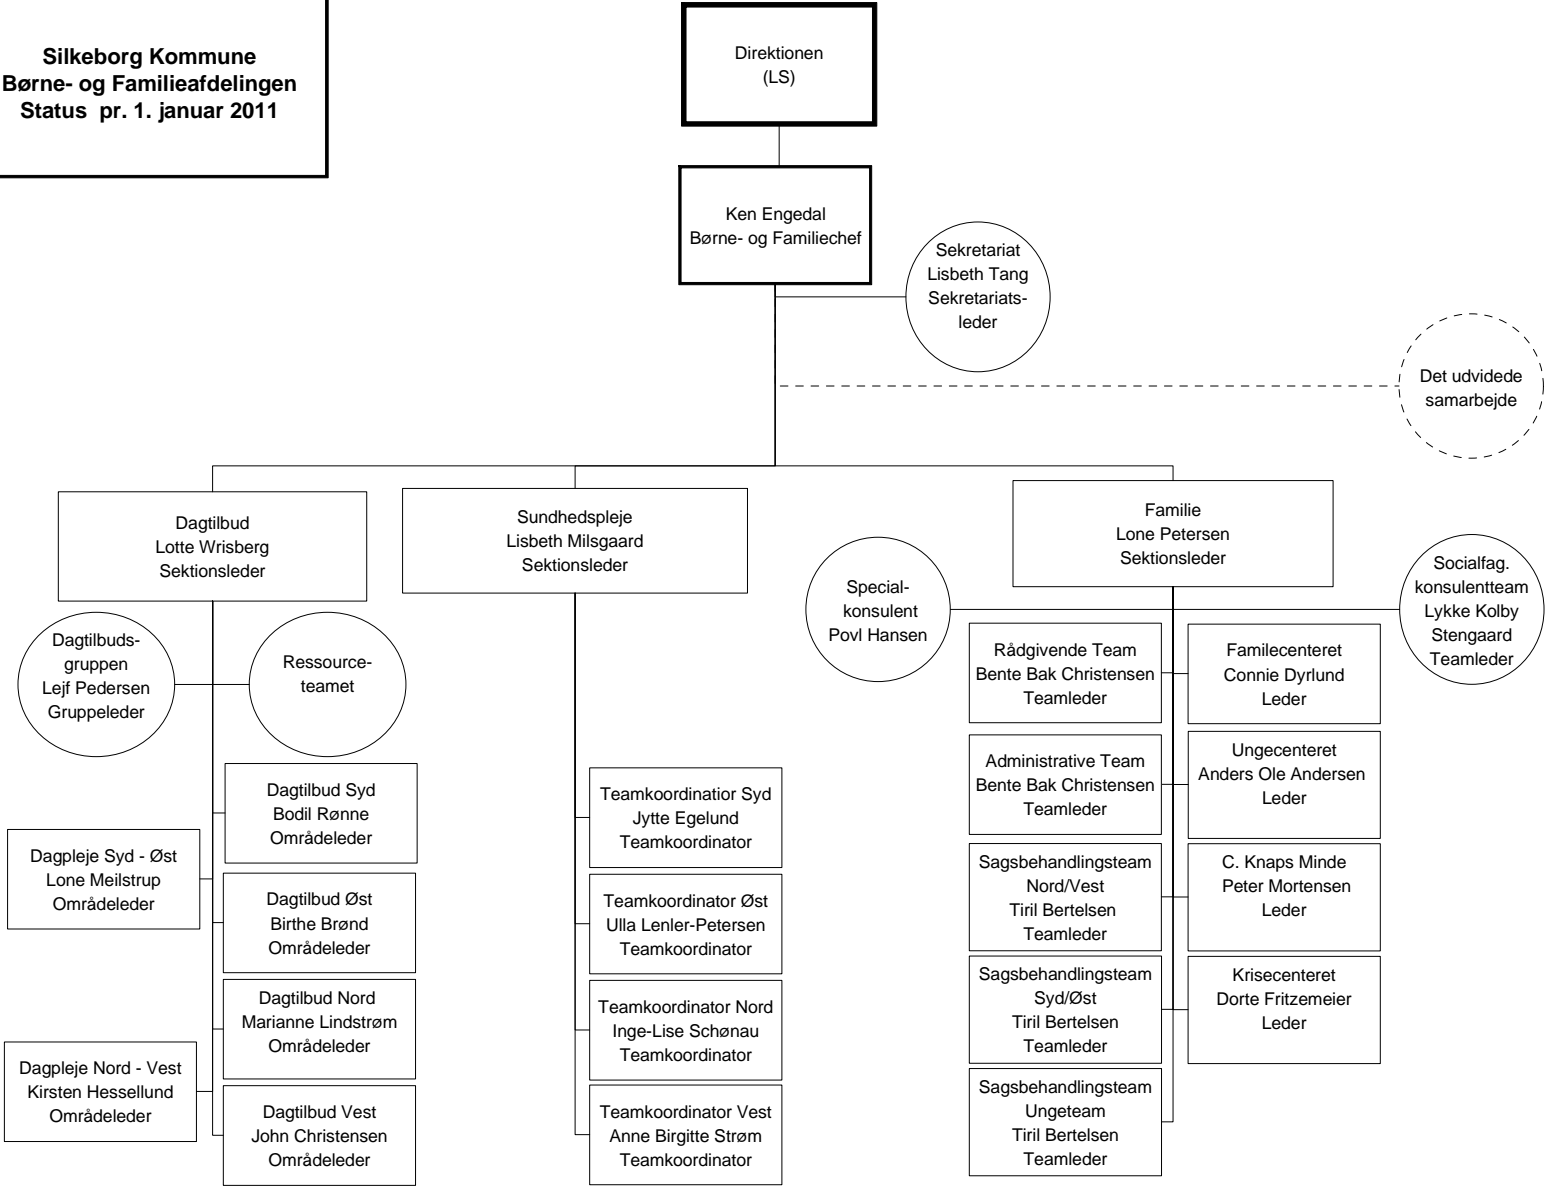 Silkeborg Kommune
Børne- og Familieafdelingen
Status pr. 1. januar 2011
Direktionen
(LS)
Ken Engedal
Børne- og Familiechef
Sekretariat
Lisbeth Tang
Sekretariats-
leder
Det udvidede
samarbejde
Dagtilbud
Lotte Wrisberg
Sektionsleder
Sundhedspleje
Lisbeth Milsgaard
Sektionsleder
Familie
Lone Petersen
Sektionsleder
Dagtilbuds-
gruppen
Lejf Pedersen
Gruppeleder
Ressource-
teamet
Special-
konsulent
Povl Hansen
Socialfag.
konsulentteam
Lykke Kolby
Stengaard
Teamleder
Dagtilbud Syd
Bodil Rønne
Områdeleder
Dagpleje Syd - Øst
Lone Meilstrup
Områdeleder
Dagtilbud Øst
Birthe Brønd
Områdeleder
Dagtilbud Nord
Marianne Lindstrøm
Områdeleder
Dagpleje Nord - Vest
Kirsten Hessellund
Områdeleder
Dagtilbud Vest
John Christensen
Områdeleder
Teamkoordinatior Syd
Jytte Egelund
Teamkoordinator
Teamkoordinator Øst
Ulla Lenler-Petersen
Teamkoordinator
Teamkoordinator Nord
Inge-Lise Schønau
Teamkoordinator
Teamkoordinator Vest
Anne Birgitte Strøm
Teamkoordinator
Rådgivende Team
Bente Bak Christensen
Teamleder
Administrative Team
Bente Bak Christensen
Teamleder
Sagsbehandlingsteam
Nord/Vest
Tiril Bertelsen
Teamleder
Sagsbehandlingsteam
Syd/Øst
Tiril Bertelsen
Teamleder
Sagsbehandlingsteam
Ungeteam
Tiril Bertelsen
Teamleder
Familecenteret
Connie Dyrlund
Leder
Ungecenteret
Anders Ole Andersen
Leder
C. Knaps Minde
Peter Mortensen
Leder
Krisecenteret
Dorte Fritzemeier
Leder